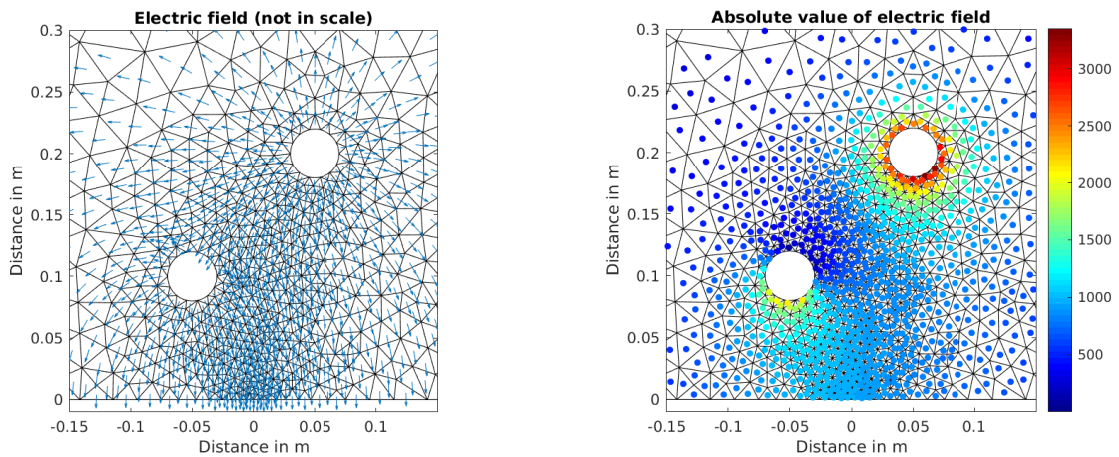 Electric field (not in scale)
0.3
0.25
0.2
0.15
0.1
0.05
0
-0.15 -0.1 -0.05 0 0.05 0.1
Distance in m
Distance in m
Absolute value of electric field
0.3
0.25
0.2
0.15
0.1
0.05
0
-0.15 -0.1 -0.05 0 0.05 0.1
Distance in m
Distance in m
3000
2500
2000
1500
1000
500